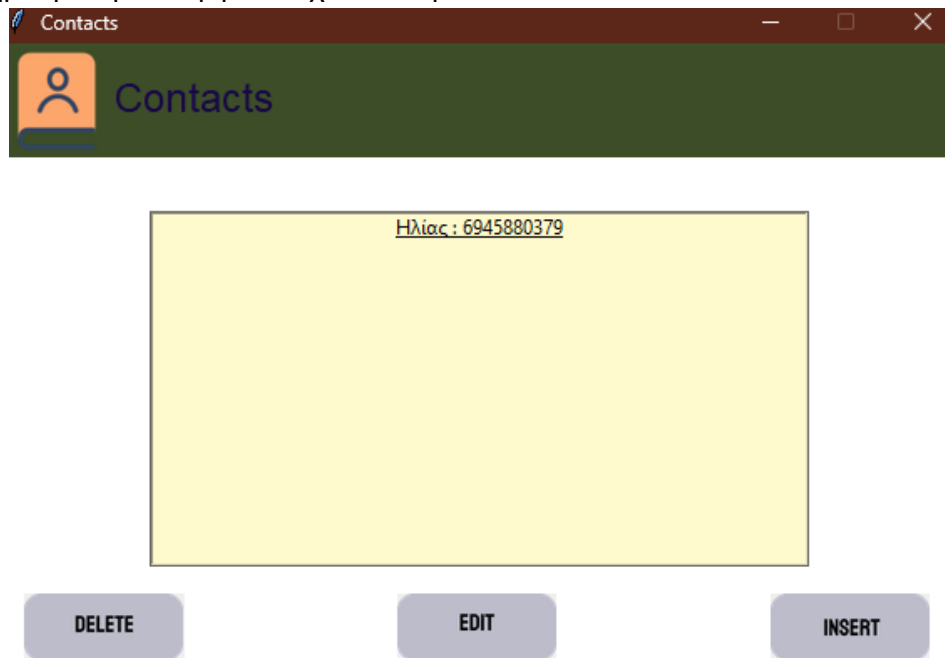 Contacts
Contacts
Ηλίας : 6945880379
DELETE
EDIT
INSERT